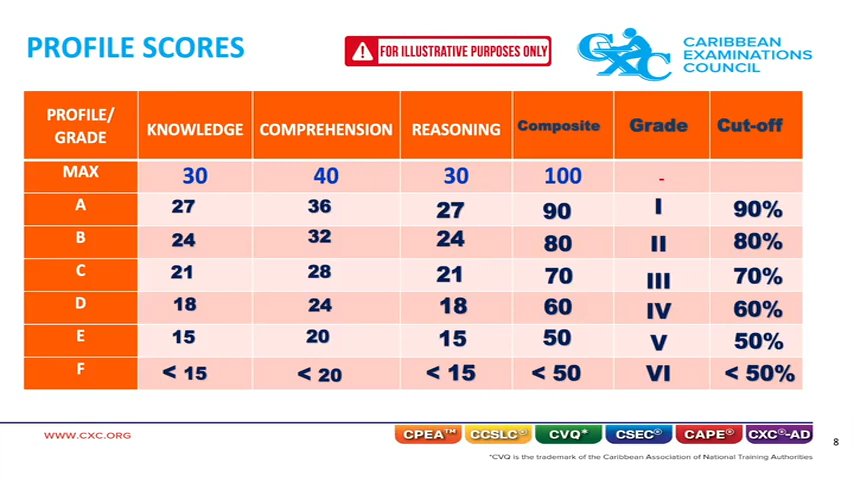 PROFILE SCORES
FOR ILLUSTRATIVE PURPOSES ONLY
CXC
CARIBBEAN
EXAMINATIONS
COUNCIL
PROFILE/
GRADE KNOWLEDGE COMPREHENSION REASONING Composite Grade Cut-off
MAX 30 40 30 100 -
A 27 36 27 90 I 90%
B 24 32 24 80 II 80%
C 21 28 21 70 III 70%
D 18 24 18 60 IV 60%
E 15 20 15 50 V 50%
F < 15 < 20 < 15 < 50 VI < 50%
WWW.CXC.ORG CPEA™ CCSLC® CVQ* CSEC® CAPE® CXC®-AD
8
*CVQ is the trademark of the Caribbean Association of National Training Authorities